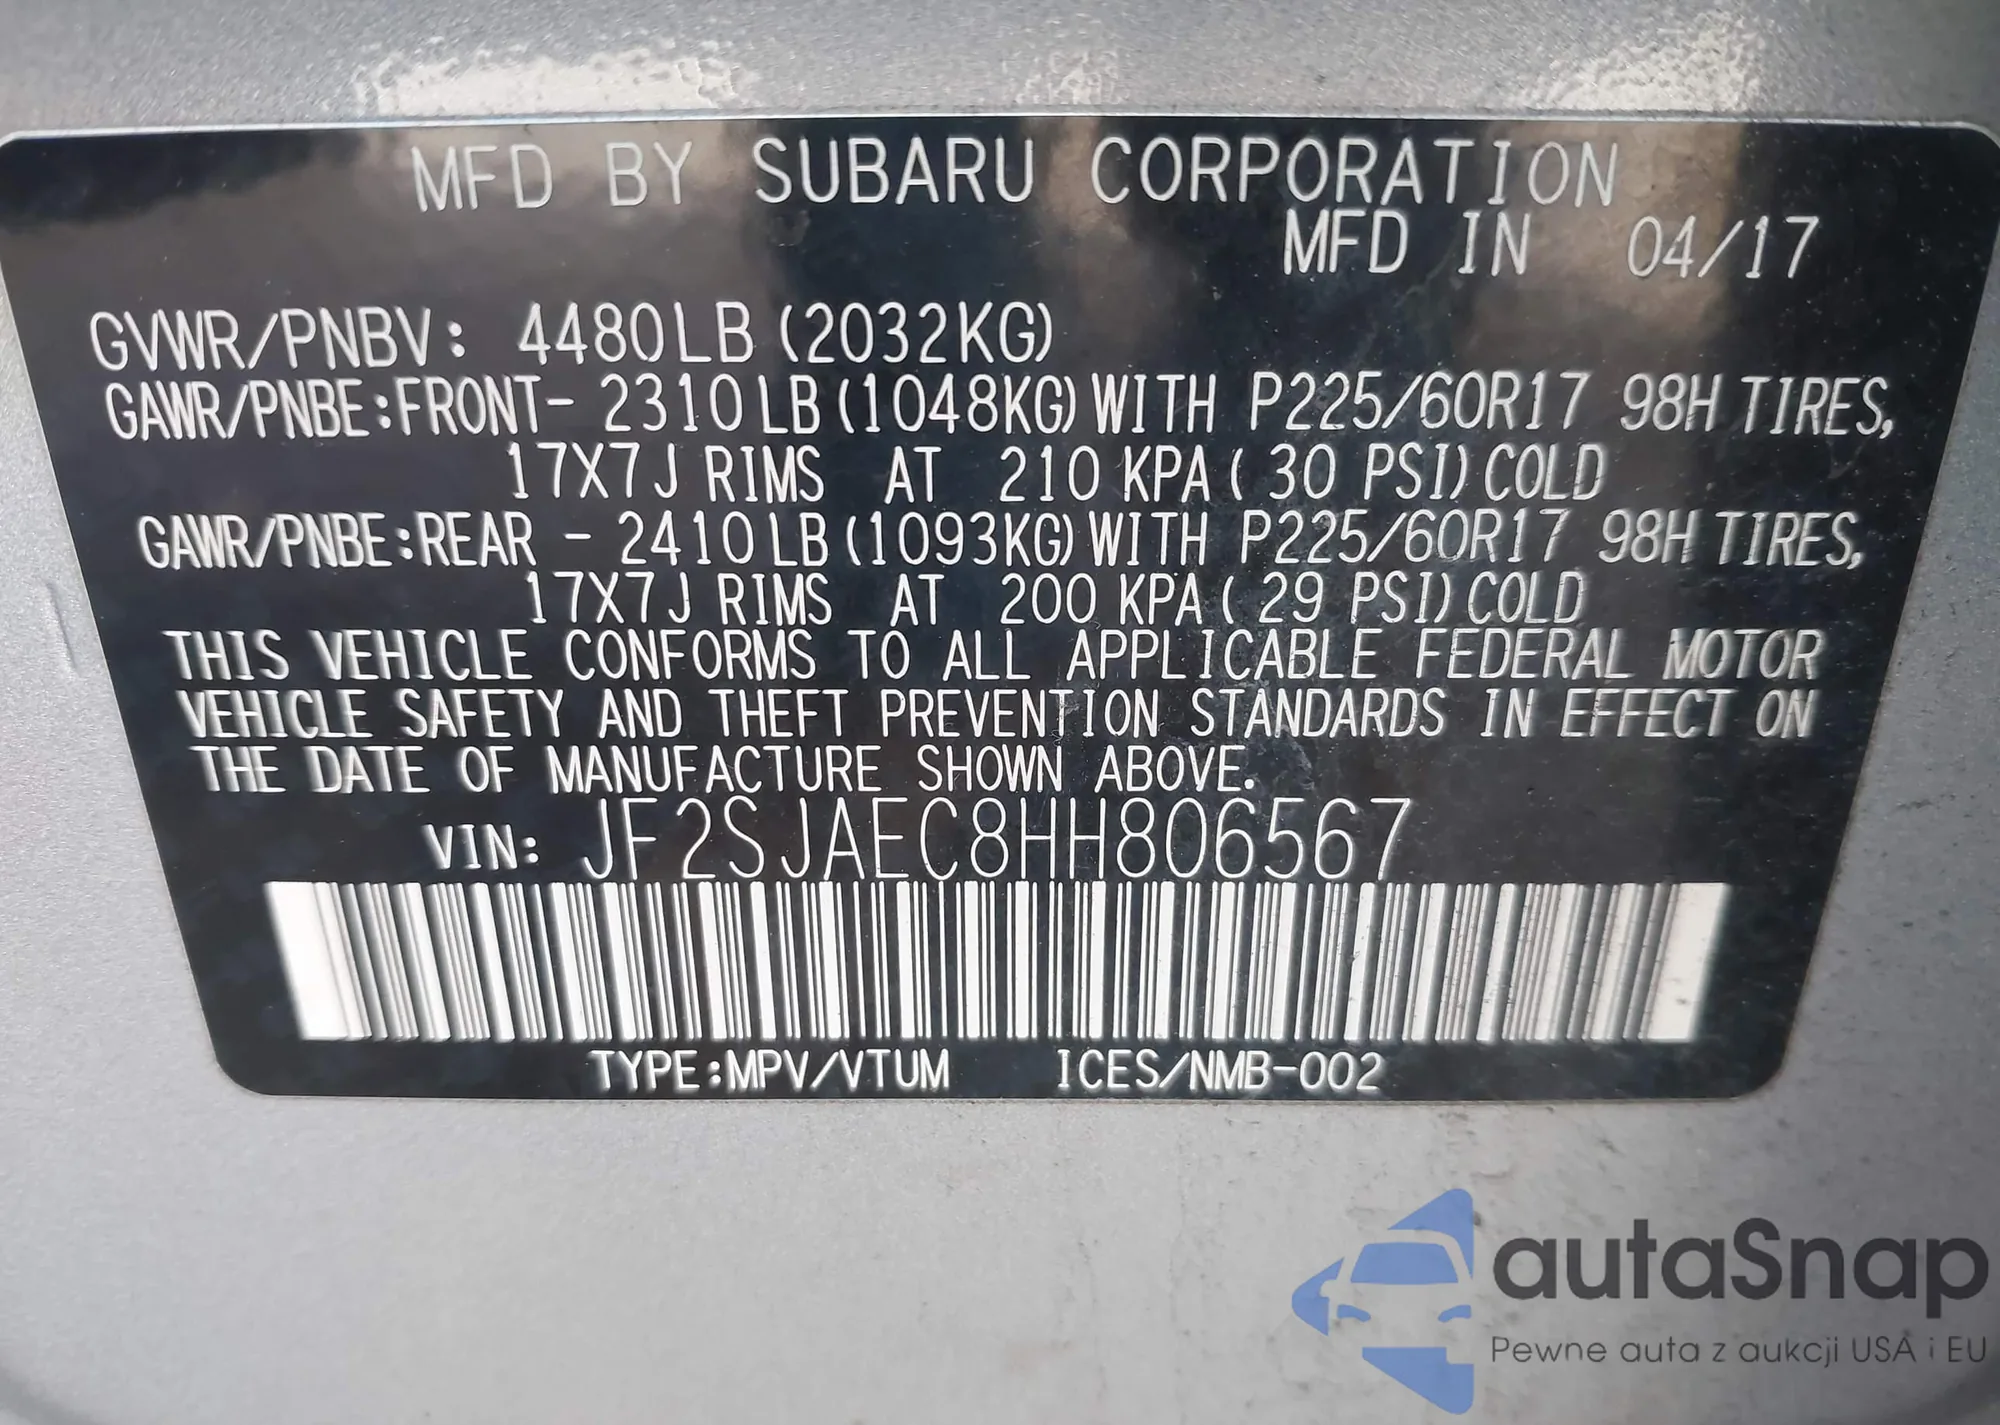 MFD BY SUBARU CORPORATION
MFD IN 04/17
GVWR/PNBV: 4480LB (2032KG)
GAWR/PNBE:FRONT- 2310LB(1048KG)WITH P225/60R17 98H TIRES,
17X7J RIMS AT 210 KPA( 30 PSI)COLD
GAWR/PNBE:REAR - 2410LB(1093KG)WITH P225/60R17 98H TIRES,
17X7J RIMS AT 200 KPA( 29 PSI)COLD
THIS VEHICLE CONFORMS TO ALL APPLICABLE FEDERAL MOTOR
VEHICLE SAFETY AND THEFT PREVENTION STANDARDS IN EFFECT ON
THE DATE OF MANUFACTURE SHOWN ABOVE.
VIN: JF2SJAEC8HH806567
TYPE:MPV/VTUM ICES/NMB-002
autaSnap
Pewne auta z aukcji USA i EU